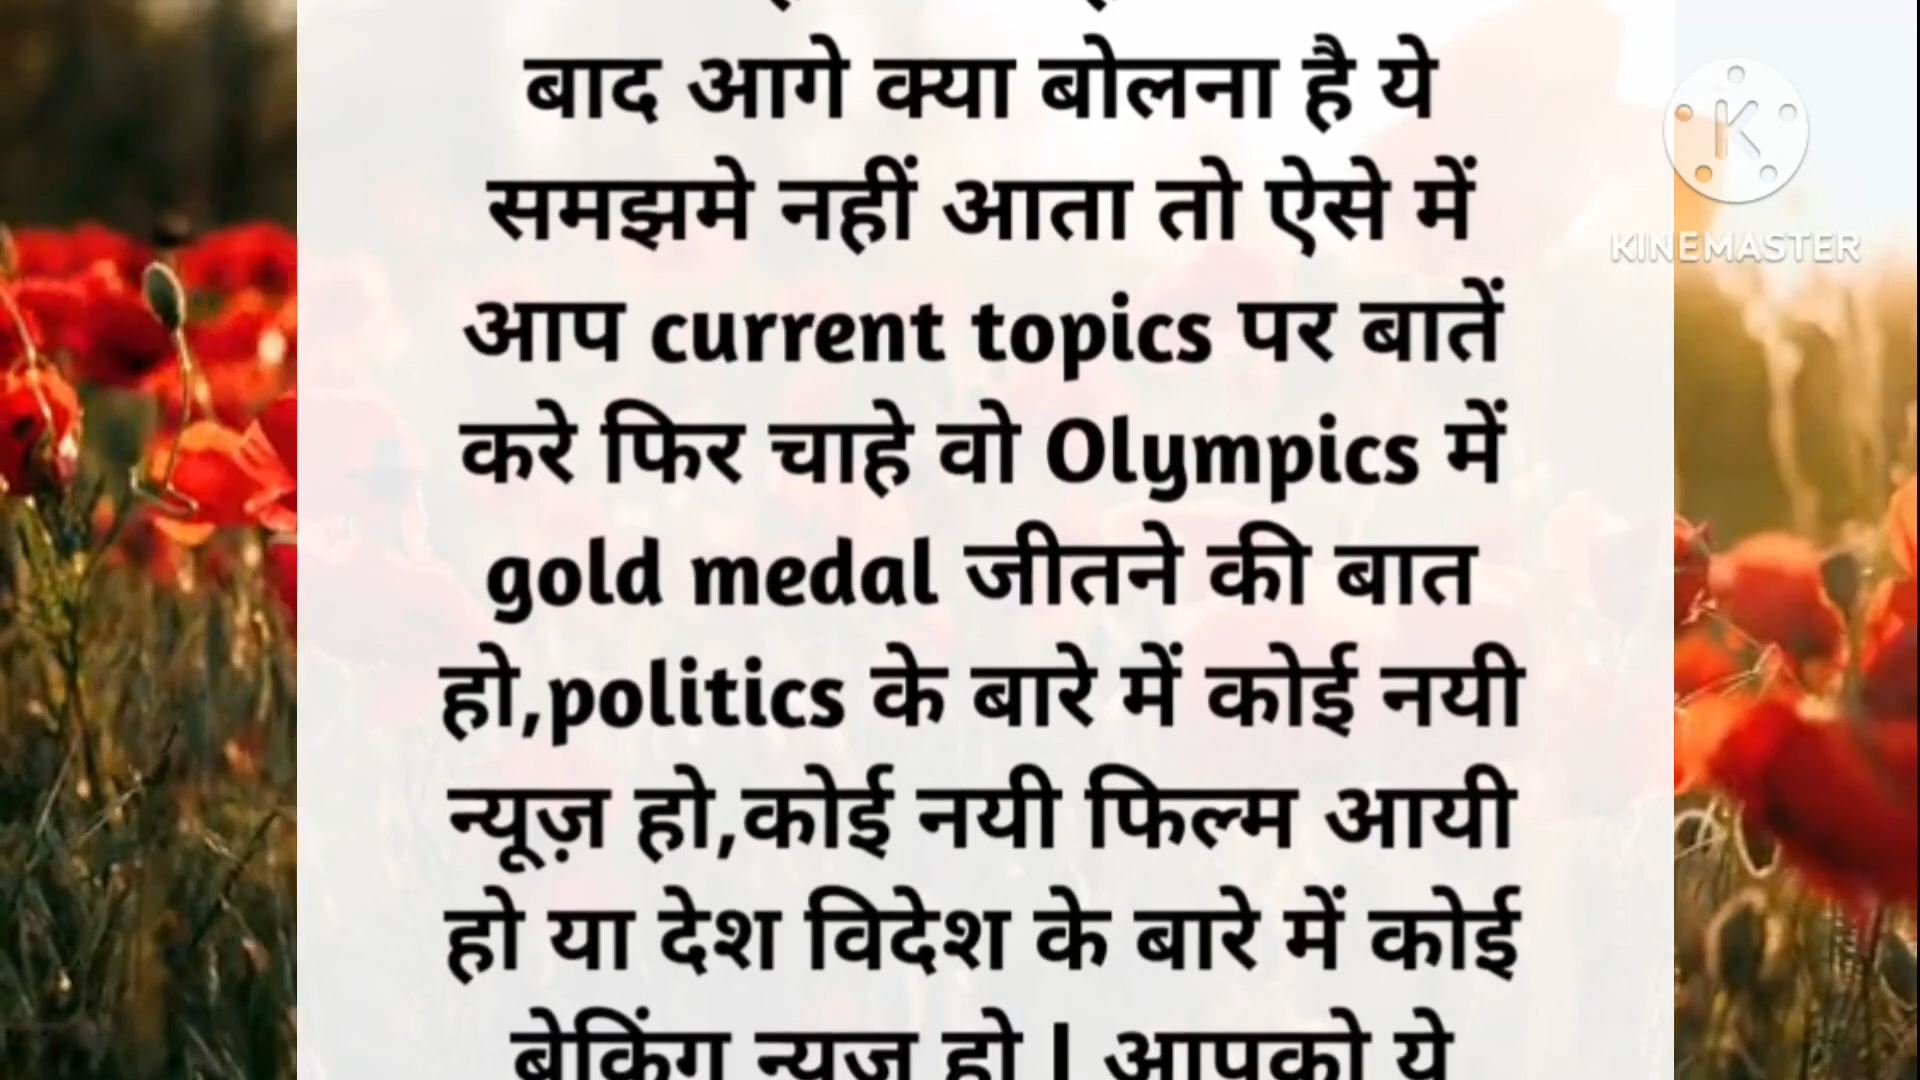 बाद आगे क्या बोलना है ये
समझमे नहीं आता तो ऐसे में
आप current topics पर बातें
करे फिर चाहे वो Olympics में
gold medal जीतने की बात
हो,politics के बारे में कोई नयी
न्यूज़ हो,कोई नयी फिल्म आयी
हो या देश विदेश के बारे में कोई
बेकिंग न्यूज हो | आपको ये
K
KINEMASTER